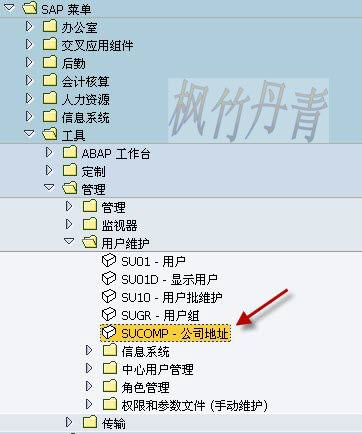 SAP 菜单
办公室
交叉应用组件
后勤
会计核算
人力资源
信息系统
工具
ABAP 工作台
定制
管理
管理
监视器
用户维护
SU01 - 用户
SU01D - 显示用户
SU10 - 用户批维护
SUGR - 用户组
SUCOMP - 公司地址
信息系统
中心用户管理
角色管理
权限和参数文件 (手动维护)
传输
枫竹丹青